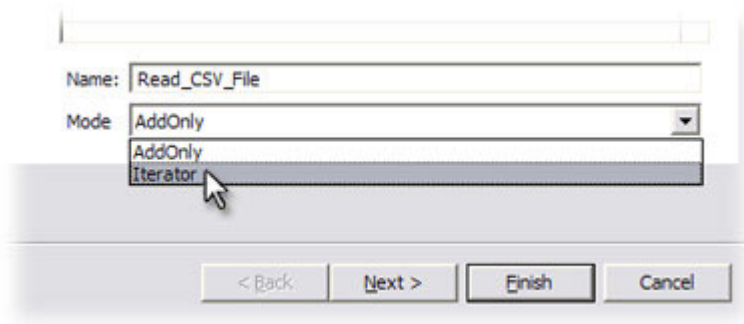 Name: Read_CSV_File
Mode AddOnly
AddOnly
Iterator
< Back Next > Finish Cancel